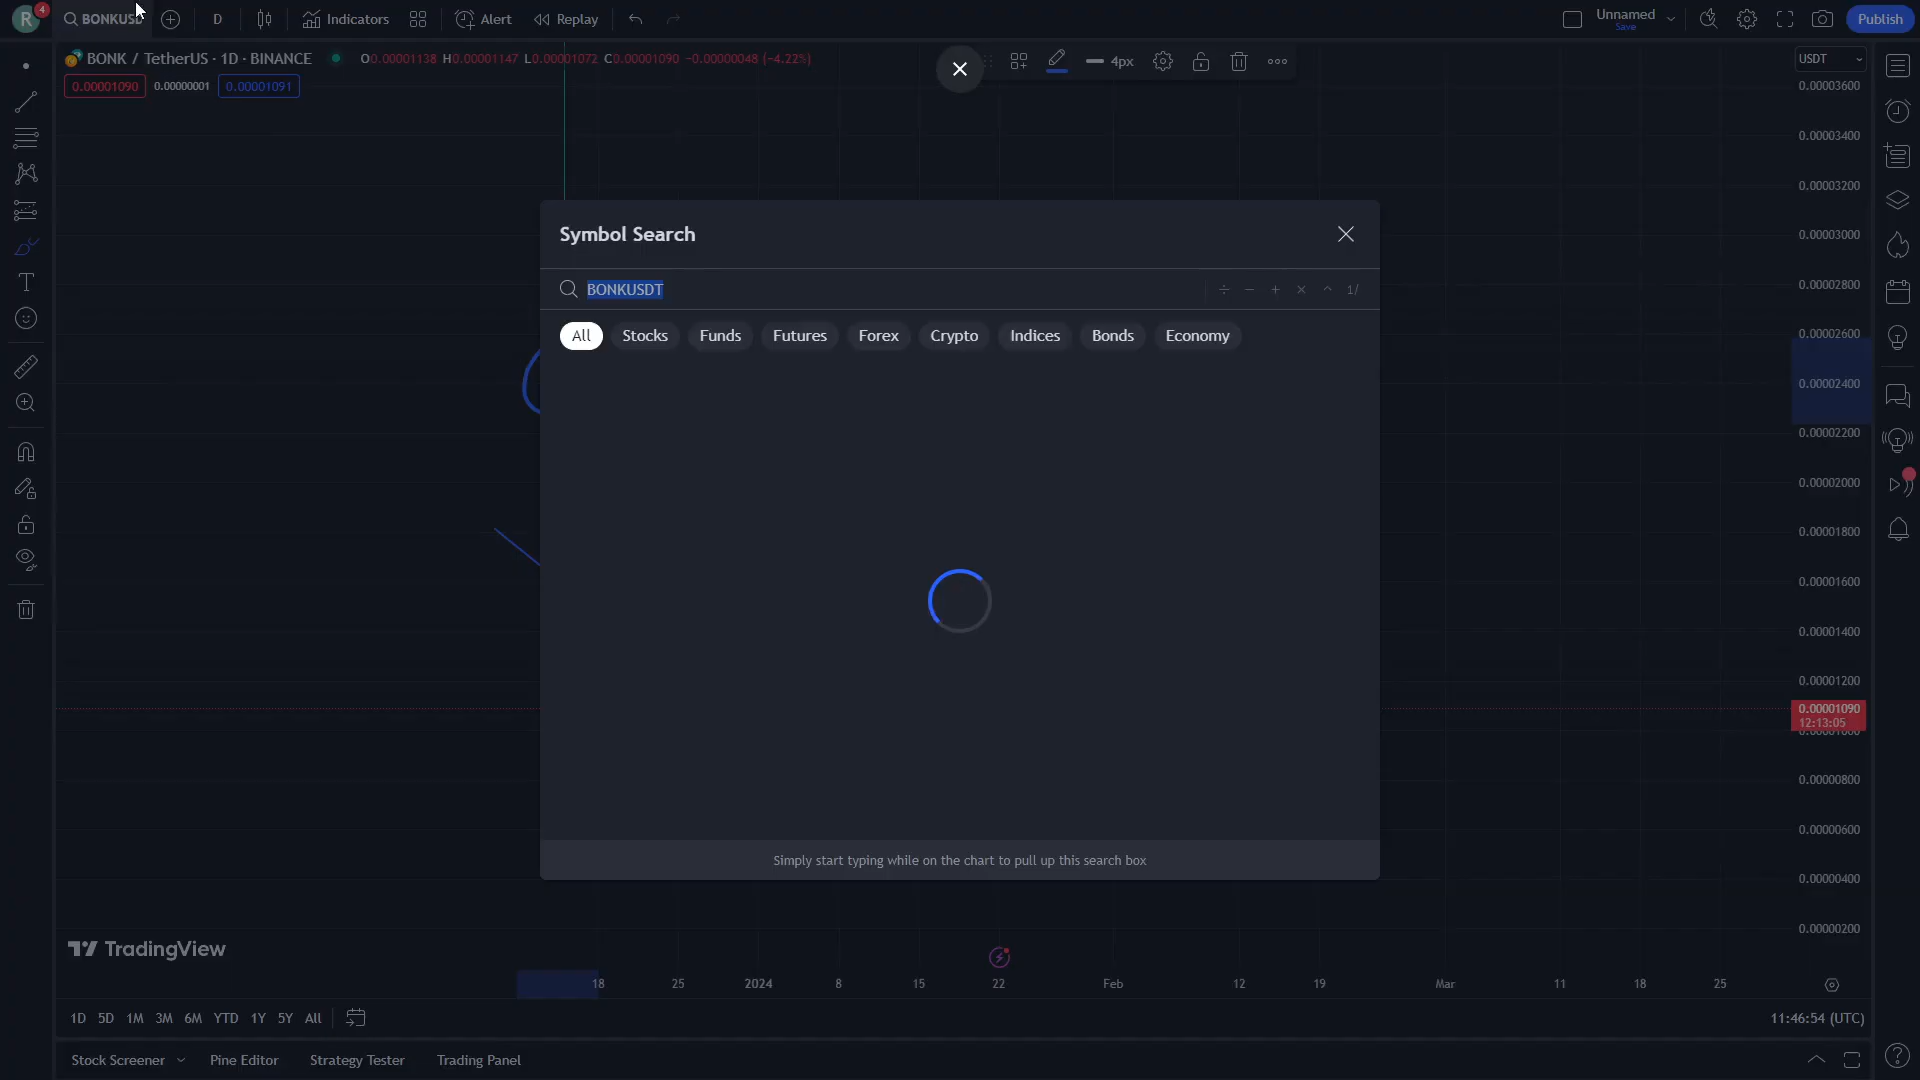 R 4 BONKUSD D Indicators Alert Replay Unnamed Save Publish
BONK / TetherUS · 1D · BINANCE O0.00001138 H0.00001147 L0.00001072 C0.00001090 −0.00000048 (−4.22%) 4px USDT
0.00001090 0.00000001 0.00001091
0.00003600
0.00003400
0.00003200
0.00003000
0.00002800
0.00002600
0.00002400
0.00002200
0.00002000
0.00001800
0.00001600
0.00001400
0.00001200
0.00001090
12:13:05
0.00001000
0.00000800
0.00000600
0.00000400
0.00000200
Symbol Search
BONKUSDT 1/
All Stocks Funds Futures Forex Crypto Indices Bonds Economy
Simply start typing while on the chart to pull up this search box
TradingView
18 25 2024 8 15 22 Feb 12 19 Mar 11 18 25
1D 5D 1M 3M 6M YTD 1Y 5Y All 11:46:54 (UTC)
Stock Screener Pine Editor Strategy Tester Trading Panel